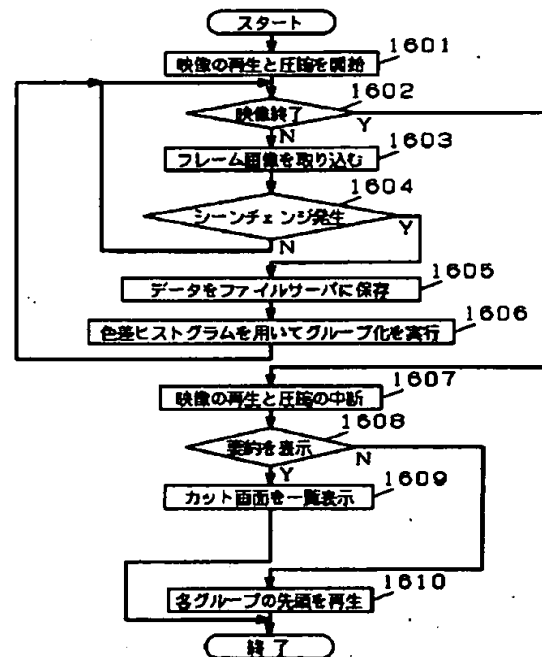 スタート
1601
映像の再生と圧縮を開始
1602
映像終了
Y
N
1603
フレーム画像を取り込む
1604
シーンチェンジ発生
Y
N
1605
データをファイルサーバに保存
1606
色差ヒストグラムを用いてグループ化を実行
1607
映像の再生と圧縮の中断
1608
要約を表示
N
Y
1609
カット画面を一覧表示
1610
各グループの先頭を再生
終了